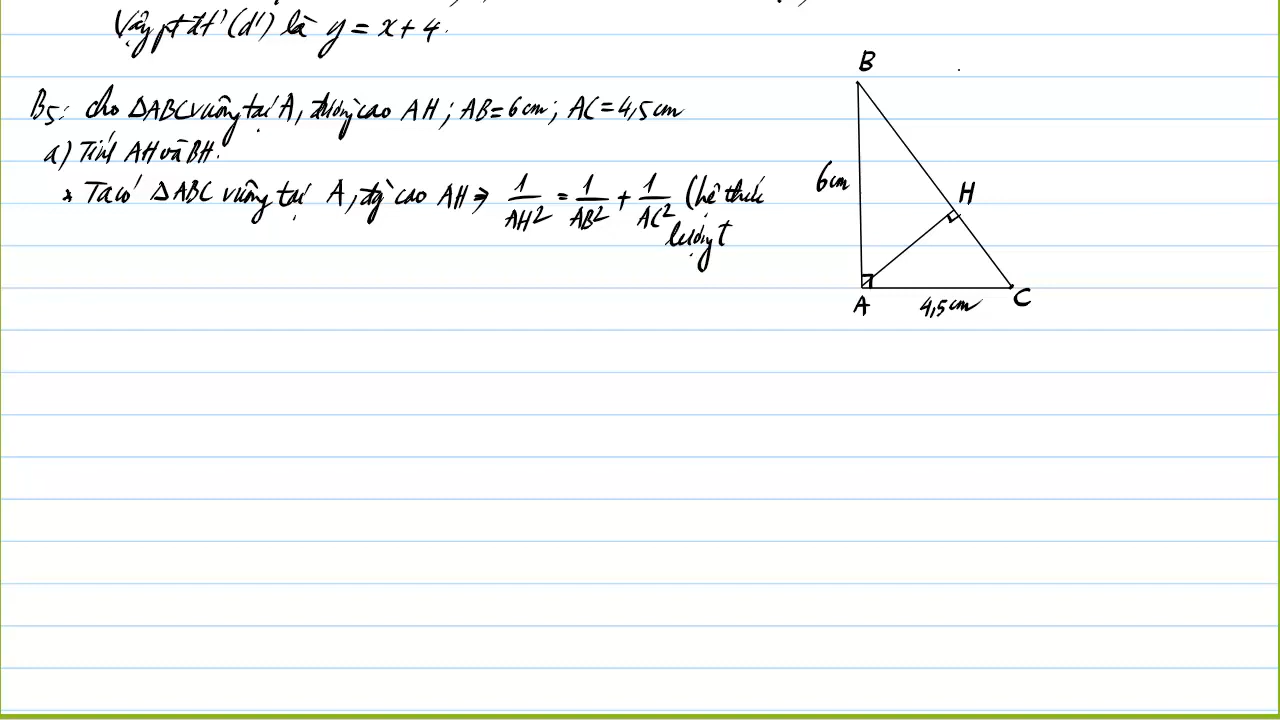 Vậy pt đt (d') là y = x + 4.
B5: cho ΔABC vuông tại A, đường cao AH; AB = 6cm; AC = 4,5cm
a) Tính AH và BH.
* Ta có ΔABC vuông tại A, đg cao AH ⇒ 1/AH² = 1/AB² + 1/AC² (hệ thức
lượng t
B
6cm
H
A
4,5cm
C